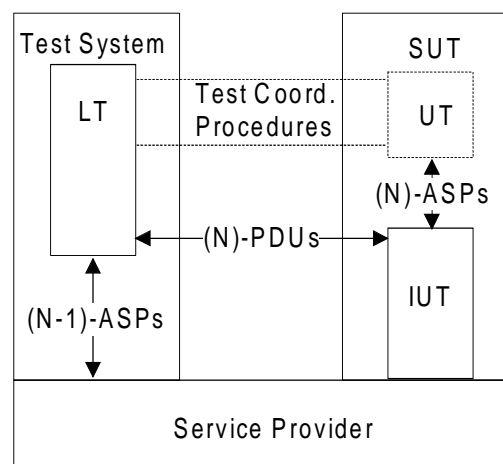 Test System
SUT
LT
Test Coord.
Procedures
UT
(N)-ASPs
(N)-PDUs
IUT
(N-1)-ASPs
Service Provider